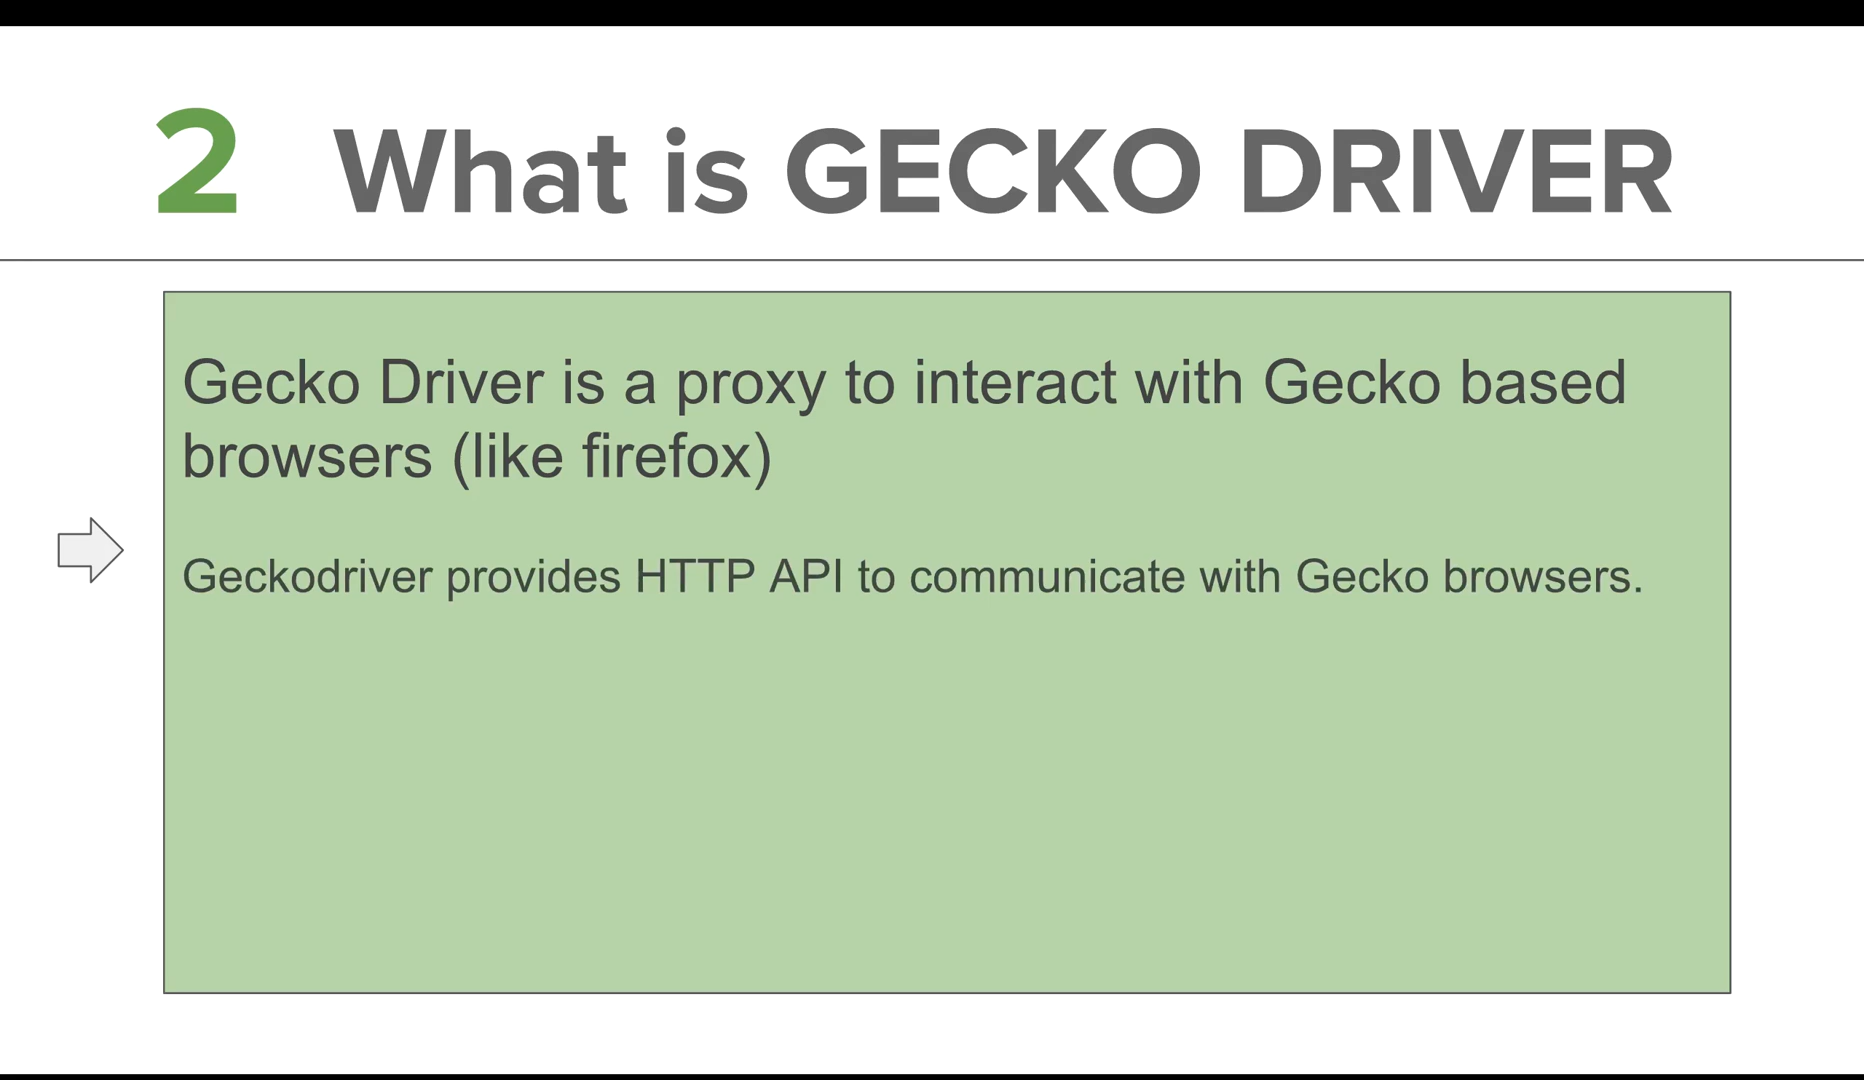 2 What is GECKO DRIVER
Gecko Driver is a proxy to interact with Gecko based
browsers (like firefox)
Geckodriver provides HTTP API to communicate with Gecko browsers.